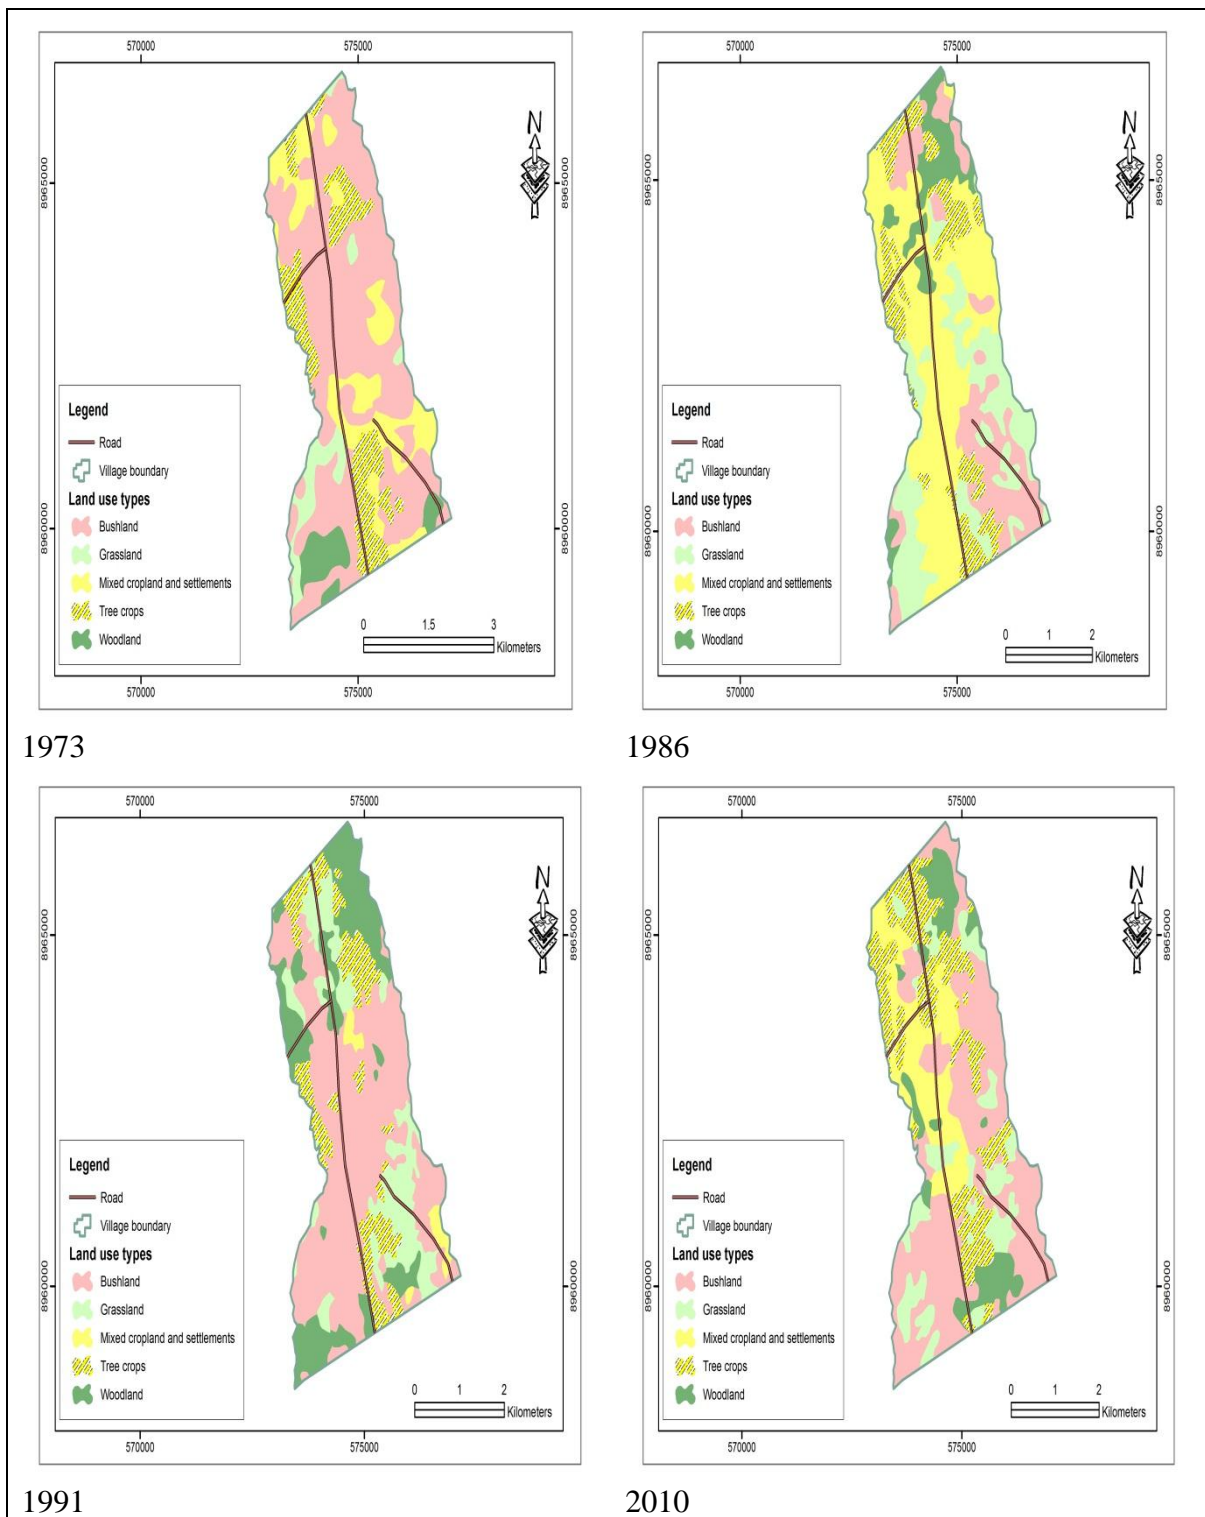 570000 575000
N
8965000 8965000
Legend
Road
Village boundary
Land use types
Bushland
Grassland
Mixed cropland and settlements
Tree crops
Woodland
8960000 8960000
0 1.5 3
Kilometers
570000 575000
1973
570000 575000
N
8965000 8965000
Legend
Road
Village boundary
Land use types
Bushland
Grassland
Mixed cropland and settlements
Tree crops
Woodland
8960000 8960000
0 1 2
Kilometers
570000 575000
1986
570000 575000
N
8965000 8965000
Legend
Road
Village boundary
Land use types
Bushland
Grassland
Mixed cropland and settlements
Tree crops
Woodland
8960000 8960000
0 1 2
Kilometers
570000 575000
1991
570000 575000
N
8965000 8965000
Legend
Road
Village boundary
Land use types
Bushland
Grassland
Mixed cropland and settlements
Tree crops
Woodland
8960000 8960000
0 1 2
Kilometers
570000 575000
2010